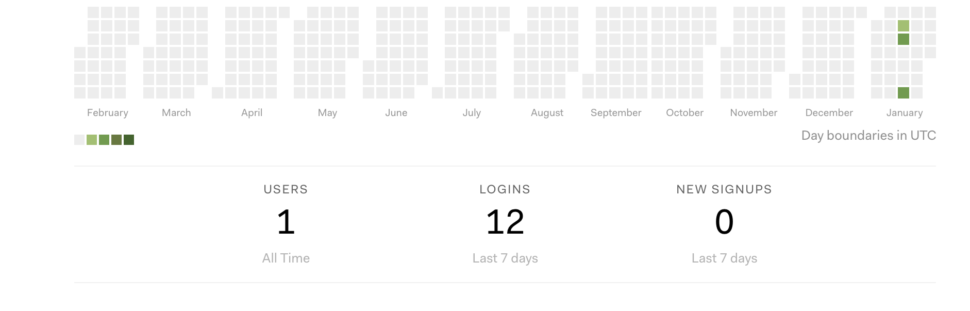 February March April May June July August September October November December January
Day boundaries in UTC
USERS LOGINS NEW SIGNUPS
1 12 0
All Time Last 7 days Last 7 days